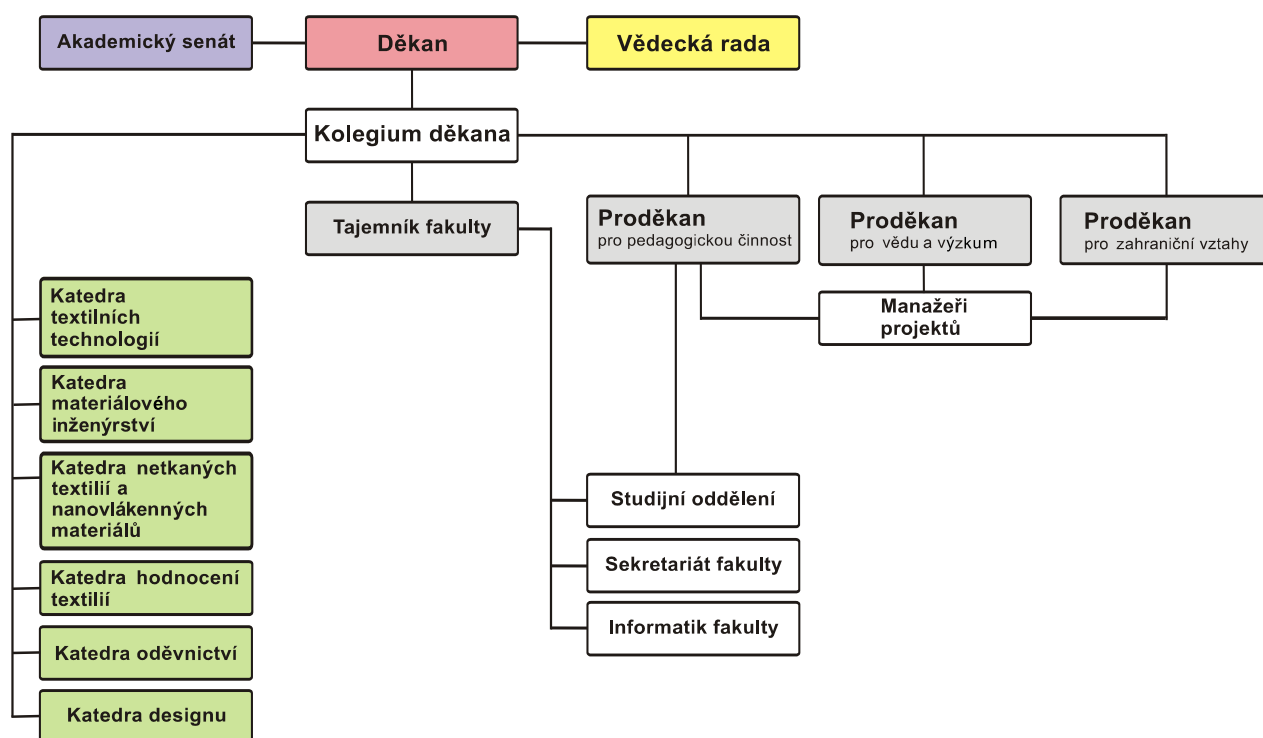 Akademický senát
Děkan
Vědecká rada
Kolegium děkana
Tajemník fakulty
Proděkan
pro pedagogickou činnost
Proděkan
pro vědu a výzkum
Proděkan
pro zahraniční vztahy
Manažeři
projektů
Katedra
textilních
technologií
Katedra
materiálového
inženýrství
Katedra netkaných
textilií a
nanovlákenných
materiálů
Katedra hodnocení
textilií
Katedra oděvnictví
Katedra designu
Studijní oddělení
Sekretariát fakulty
Informatik fakulty